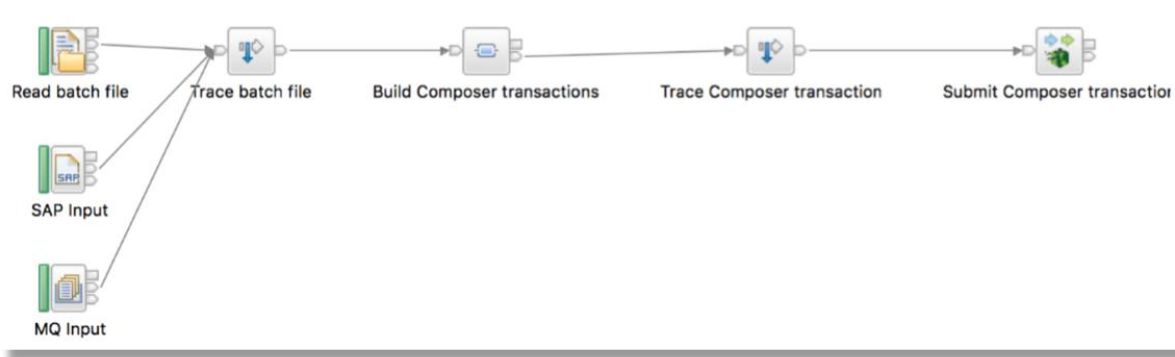 Read batch file
Trace batch file
Build Composer transactions
Trace Composer transaction
Submit Composer transaction
SAP
SAP Input
MQ Input